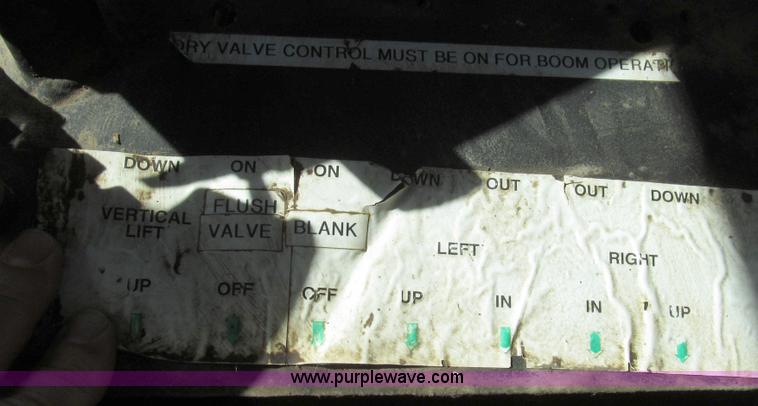 DRY VALVE CONTROL MUST BE ON FOR BOOM
DOWN ON ON DOWN OUT OUT DOWN
FLUSH
VERTICAL LIFT
VALVE BLANK
LEFT RIGHT
UP OFF OFF UP IN IN UP
www.purplewave.com